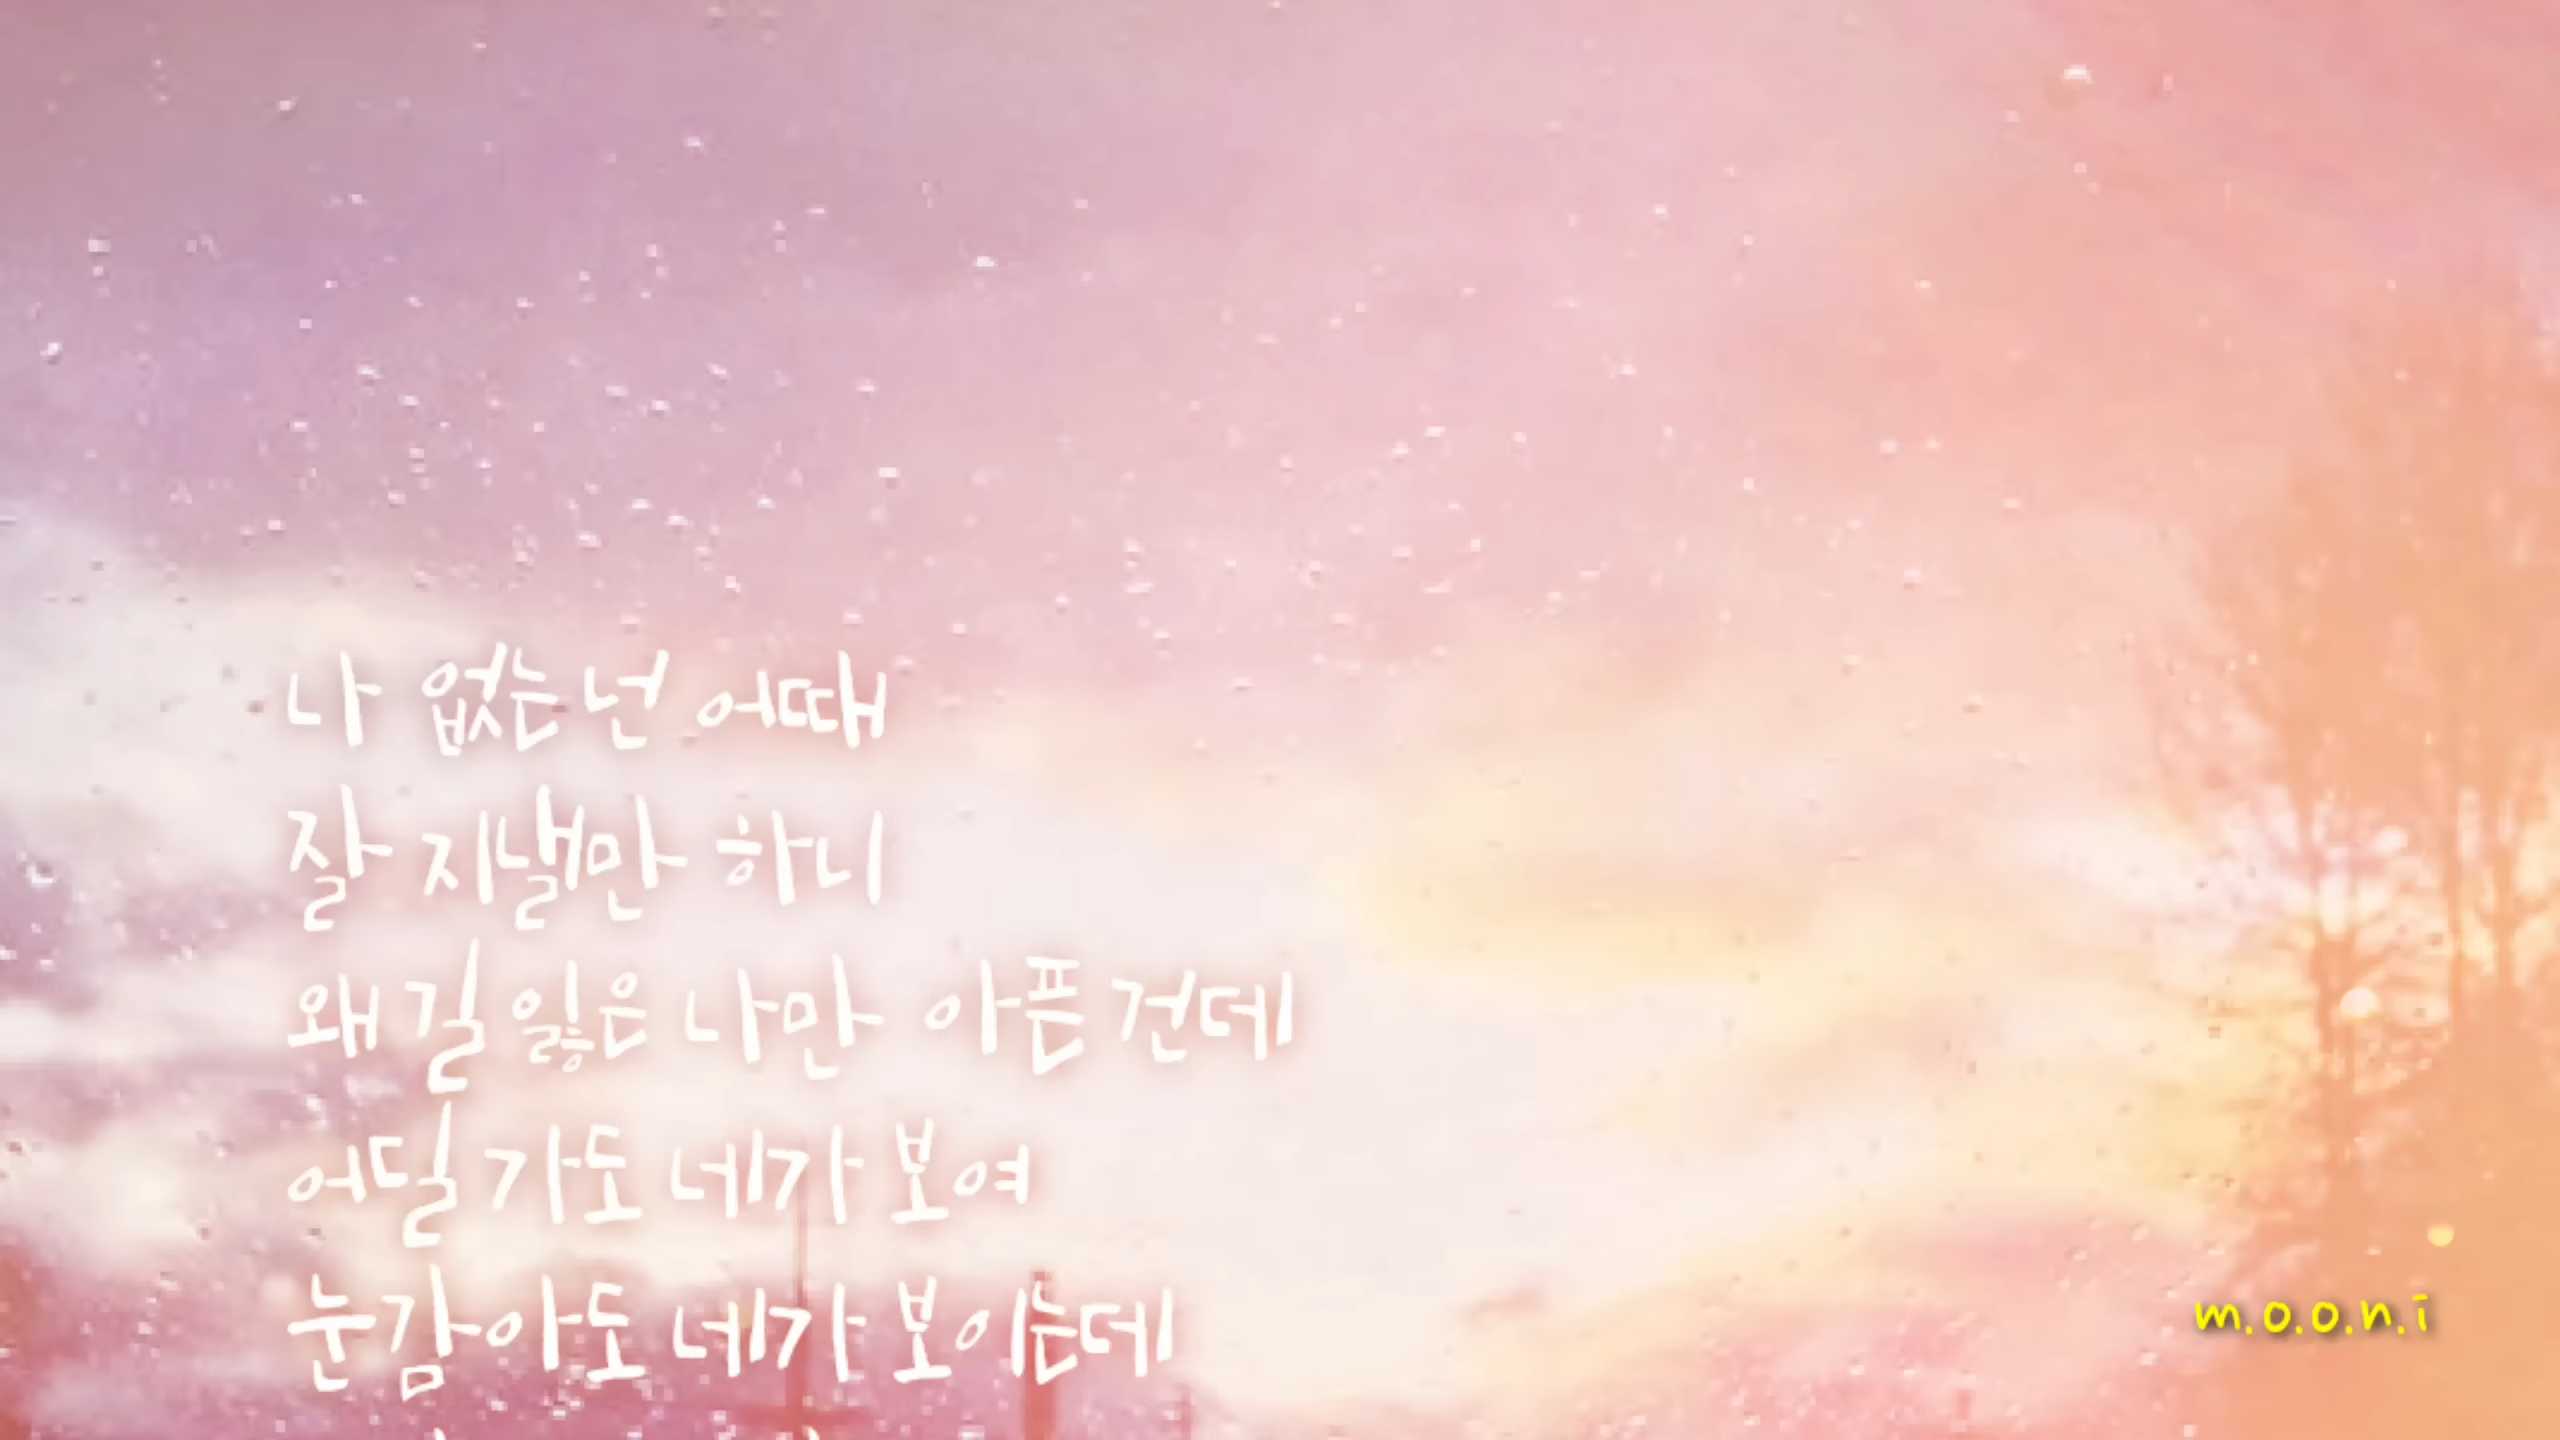 나 없는 넌 어때
잘 지낼만 하니
왜 길 잃은 나만 아픈 건데
어딜 가도 네가 보여
눈감아도 네가 보이는데
m.o.o.n.i